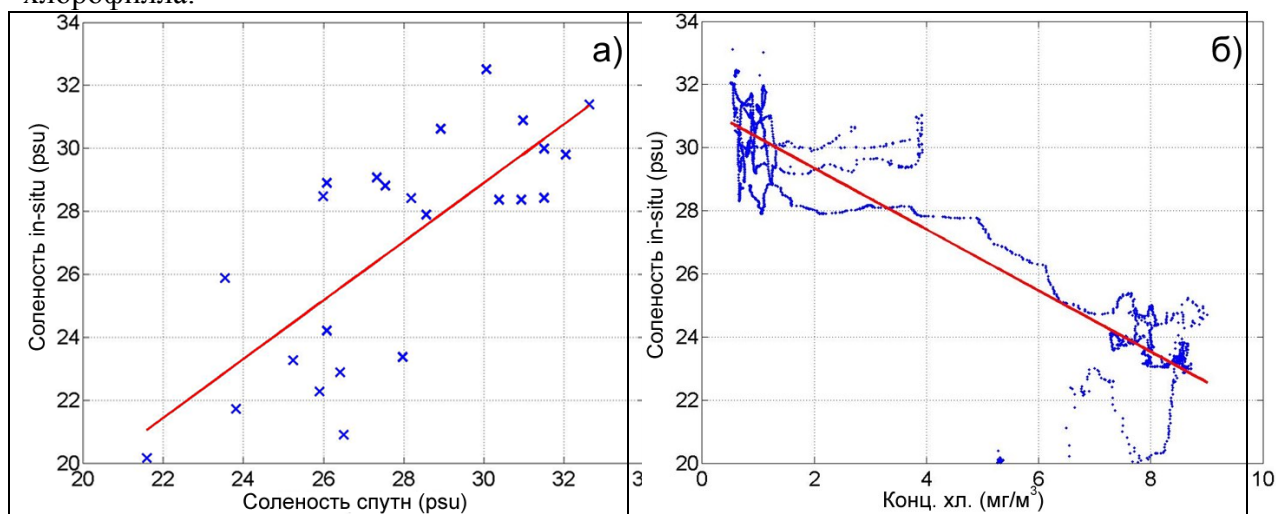 хлорофилла.
а)
34
32
30
28
26
24
22
20
Соленость in-situ (psu)
20 22 24 26 28 30 32 3
Соленость спутн (psu)
б)
34
32
30
28
26
24
22
20
Соленость in-situ (psu)
0 2 4 6 8 10
Конц. хл. (мг/м³)